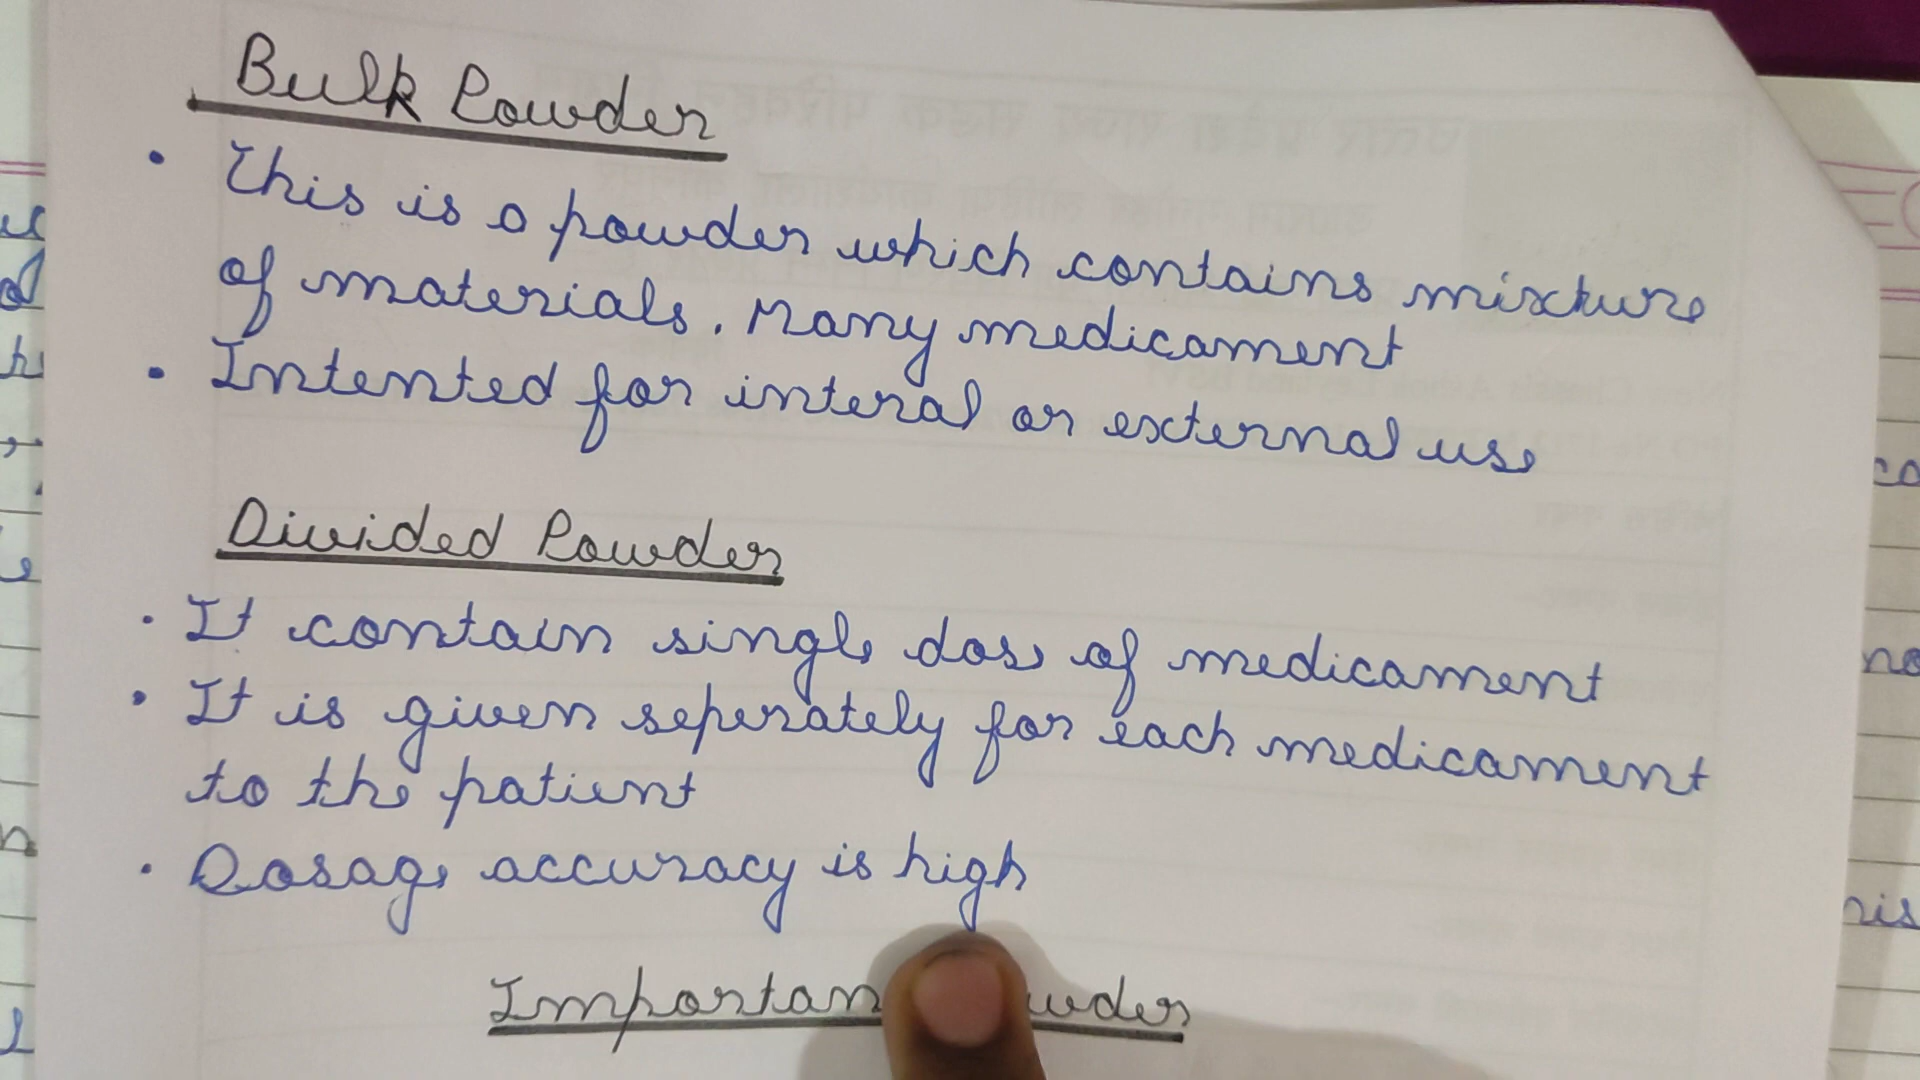 Bulk Powder
• This is a powder which contains mixture
of materials. Many medicament
• Intented for interal or external use
Divided Powder
• It contain single dose of medicament
• It is given seperately for each medicament
to the patient
• Dosage accuracy is high